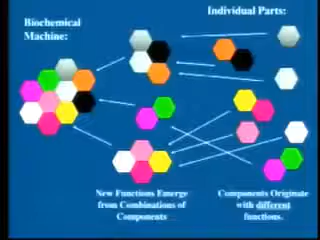 Biochemical
Machine:
Individual Parts:
New Functions Emerge
from Combinations of
Components
Components Originate
with different
functions.